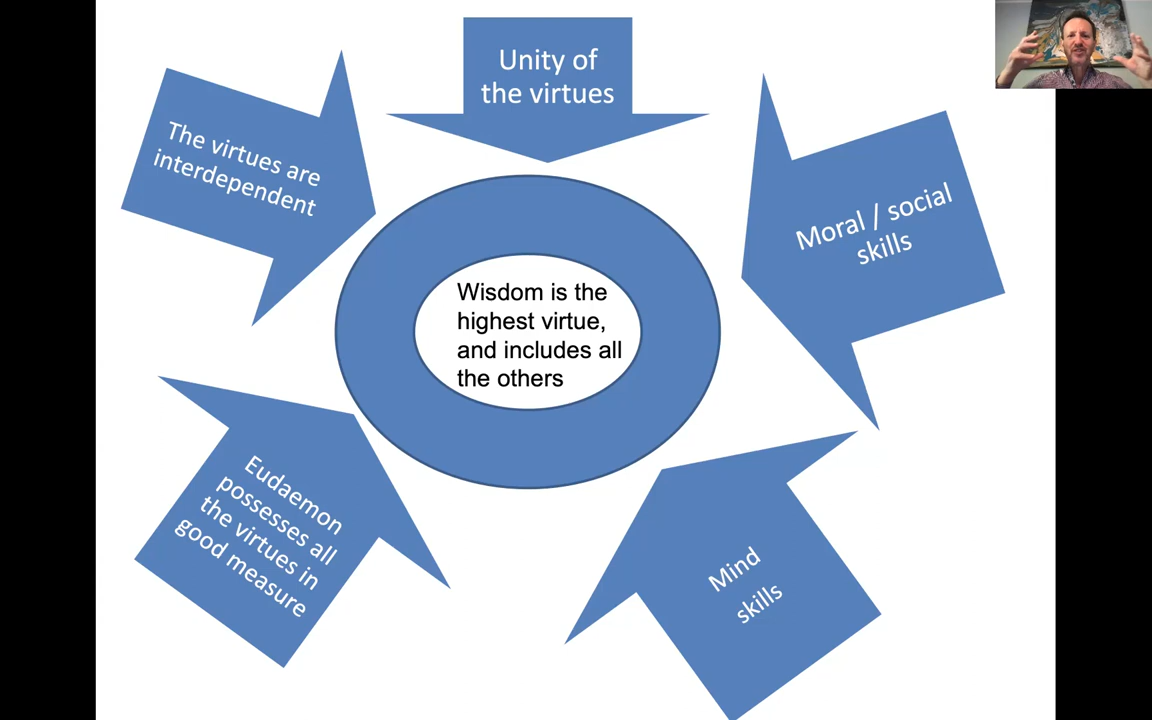 Unity of
the virtues
The virtues are
interdependent
Moral / social
skills
Wisdom is the
highest virtue,
and includes all
the others
Eudaemon
possesses all
the virtues in
good measure
Mind
skills